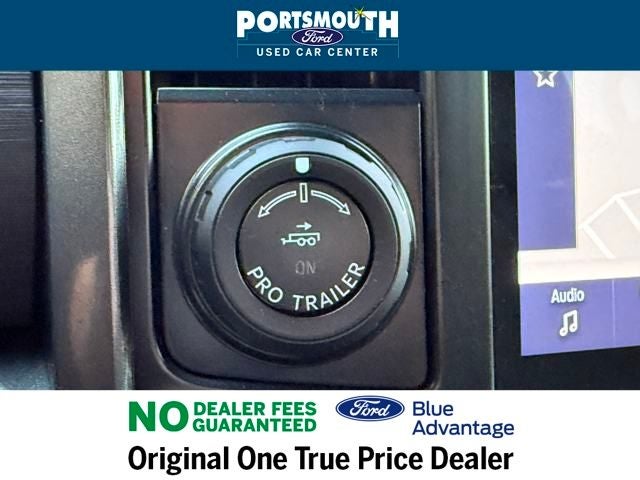 PORTSMOUTH
Ford
USED CAR CENTER
ON
PRO TRAILER
Audio
NO DEALER FEES
GUARANTEED
Ford
Blue
Advantage
Original One True Price Dealer